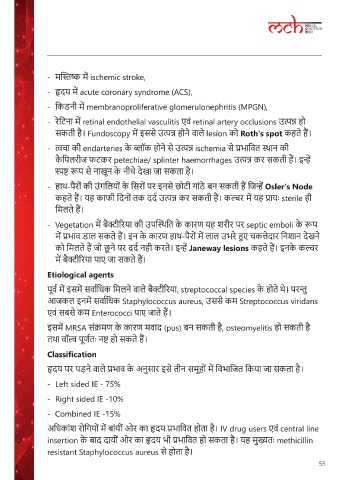 mch
- मस्तिष्क में ischemic stroke,
- हृदय में acute coronary syndrome (ACS),
- किडनी में membranoproliferative glomerulonephritis (MPGN),
- रेटिना में retinal endothelial vasculitis एवं retinal artery occlusions उत्पन्न हो
सकती है। Fundoscopy में इससे उत्पन्न होने वाले lesion को Roth's spot कहते हैं।
- त्वचा की endarteries के ब्लॉक होने से उत्पन्न ischemia से प्रभावित स्थान की
कैपिलरीज फटकर petechiae/ splinter haemorrhages उत्पन्न कर सकती हैं। इन्हें
स्पष्ट रूप से नाखून के नीचे देखा जा सकता है।
- हाथ-पैरों की उंगलियों के सिरों पर इनसे छोटी गांठे बन सकती हैं जिन्हें Osler's Node
कहते हैं। यह काफी दिनों तक दर्द उत्पन्न कर सकती हैं। कल्चर में यह प्रायः sterile ही
मिलते हैं।
- Vegetation में बैक्टीरिया की उपस्थिति के कारण यह शरीर पर septic emboli के रूप
में प्रभाव डाल सकते हैं। इन के कारण हाथ-पैरों में लाल उभरे हुए चकत्तेदार निशान देखने
को मिलते हैं जो छुने पर दर्द नही करते। इन्हें Janeway lesions कहते हैं। इनके कल्चर
में बैक्टीरिया पाए जा सकते हैं।
Etiological agents
पूर्व में इसमें सर्वाधिक मिलने वाले बैक्टीरिया, streptococcal species के होते थे। परन्तु
आजकल इनमें सर्वाधिक Staphylococcus aureus, उससे कम Streptococcus viridans
एवं सबसे कम Enterococci पाए जाते हैं।
इसमें MRSA संक्रमण के कारण मवाद (pus) बन सकती है, osteomyelitis हो सकती है
तथा वॉल्व पूर्णतः नष्ट हो सकते हैं।
Classification
हृदय पर पड़ने वाले प्रभाव के अनुसार इसे तीन समूहों में विभाजित किया जा सकता है।
- Left sided IE - 75%
- Right sided IE -10%
- Combined IE -15%
अधिकांश रोगियों में बांयीं ओर का हृदय प्रभावित होता है। IV drug users एवं central line
insertion के बाद दायीं ओर का हृदय भी प्रभावित हो सकता है। यह मुख्यतः methicillin
resistant Staphylococcus aureus से होता है।
53